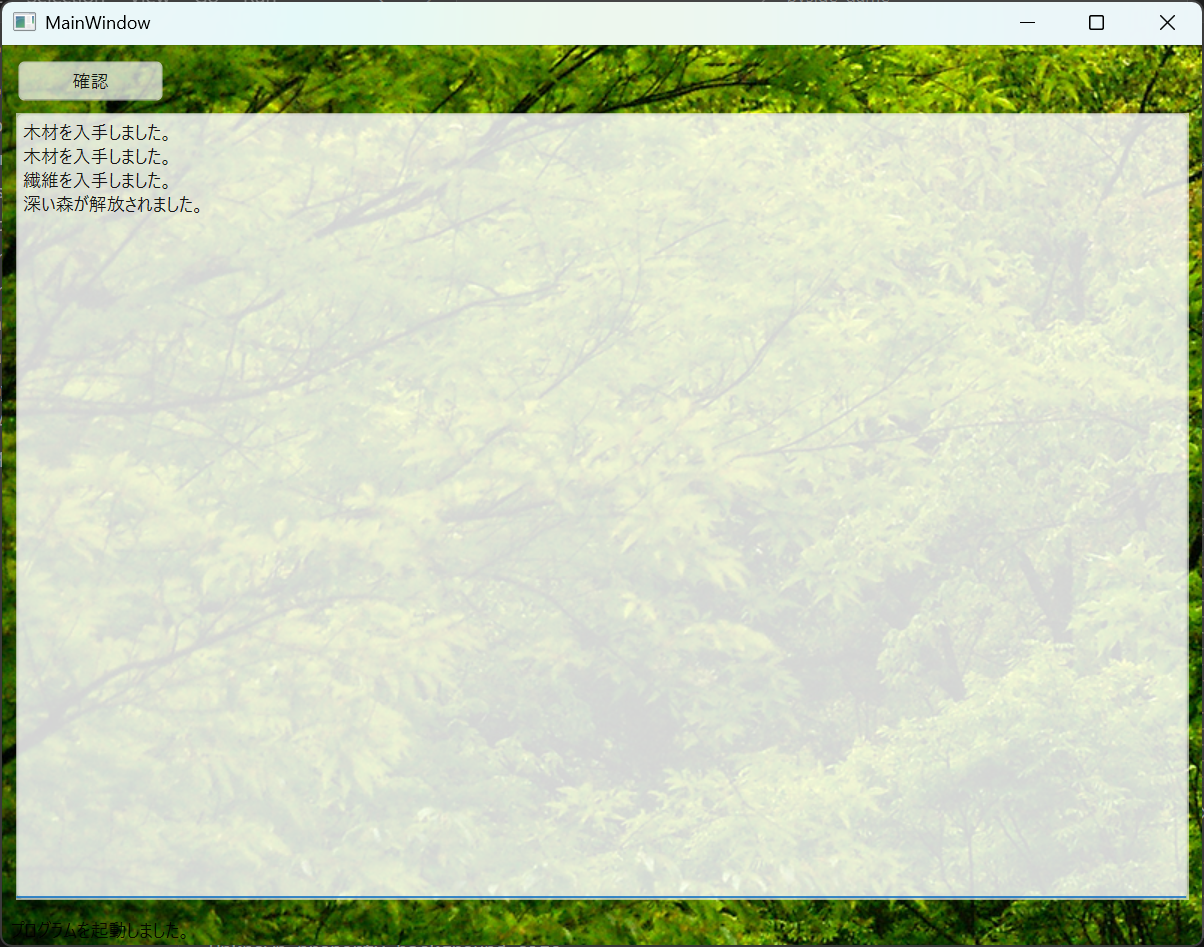 MainWindow
確認
木材を入手しました。
木材を入手しました。
繊維を入手しました。
深い森が解放されました。
プログラムを起動しました。